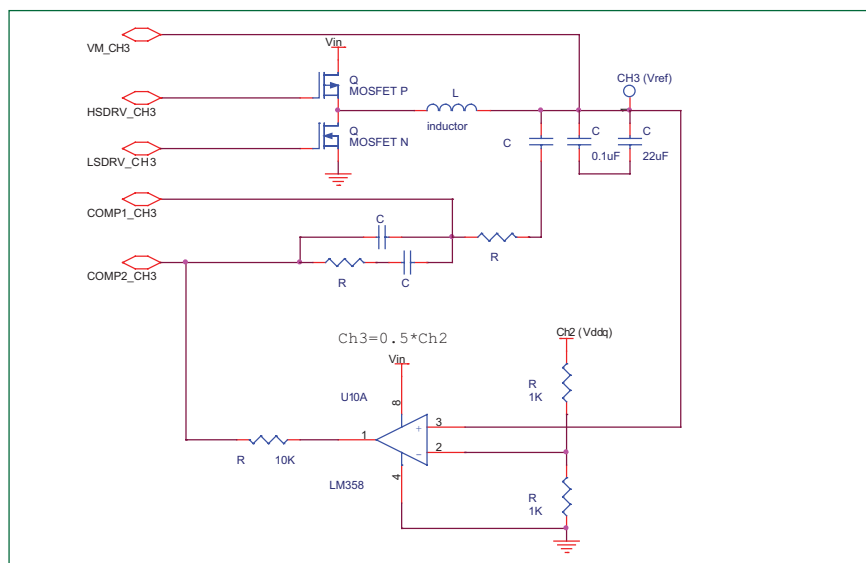 VM_CH3
Vin
CH3 (Vref)
Q
MOSFET P
L
inductor
HSDRV_CH3
Q
MOSFET N
C
C
0.1uF
C
22uF
LSDRV_CH3
COMP1_CH3
C
R
COMP2_CH3
R
C
Ch3=0.5*Ch2
Ch2 (Vddq)
Vin
U10A
8
R
1K
3
+
1
2
−
R
10K
LM358
4
R
1K